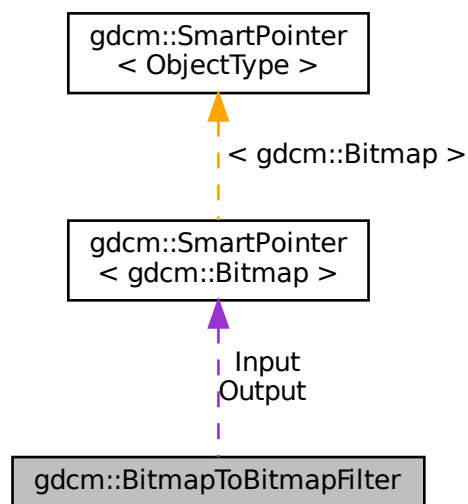 gdcm::SmartPointer
< ObjectType >
< gdcm::Bitmap >
gdcm::SmartPointer
< gdcm::Bitmap >
Input
Output
gdcm::BitmapToBitmapFilter